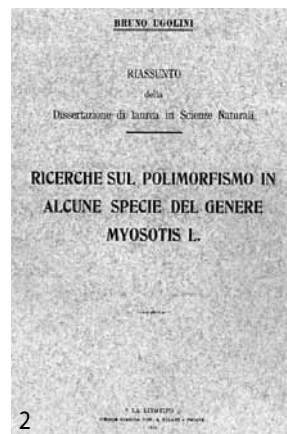 BRUNO UGOLINI
RIASSUNTO
della
Dissertazione di laurea in Scienze Naturali
RICERCHE SUL POLIMORFISMO IN
ALCUNE SPECIE DEL GENERE
MYOSOTIS L.
2